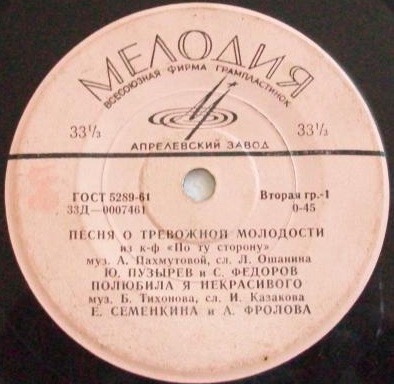 МЕЛОДИЯ
ВСЕСОЮЗНАЯ ФИРМА ГРАМПЛАСТИНОК
33⅓ 33⅓
АПРЕЛЕВСКИЙ ЗАВОД
ГОСТ 5289-61 Вторая гр.-1
33Д—0007461 0-45
ПЕСНЯ О ТРЕВОЖНОЙ МОЛОДОСТИ
из к-ф «По ту сторону»
муз. А. Пахмутовой, сл. Л. Ошанина
Ю. ПУЗЫРЕВ и С. ФЕДОРОВ
ПОЛЮБИЛА Я НЕКРАСИВОГО
муз. Б. Тихонова, сл. И. Казакова
Е. СЕМЕНКИНА и А. ФРОЛОВА